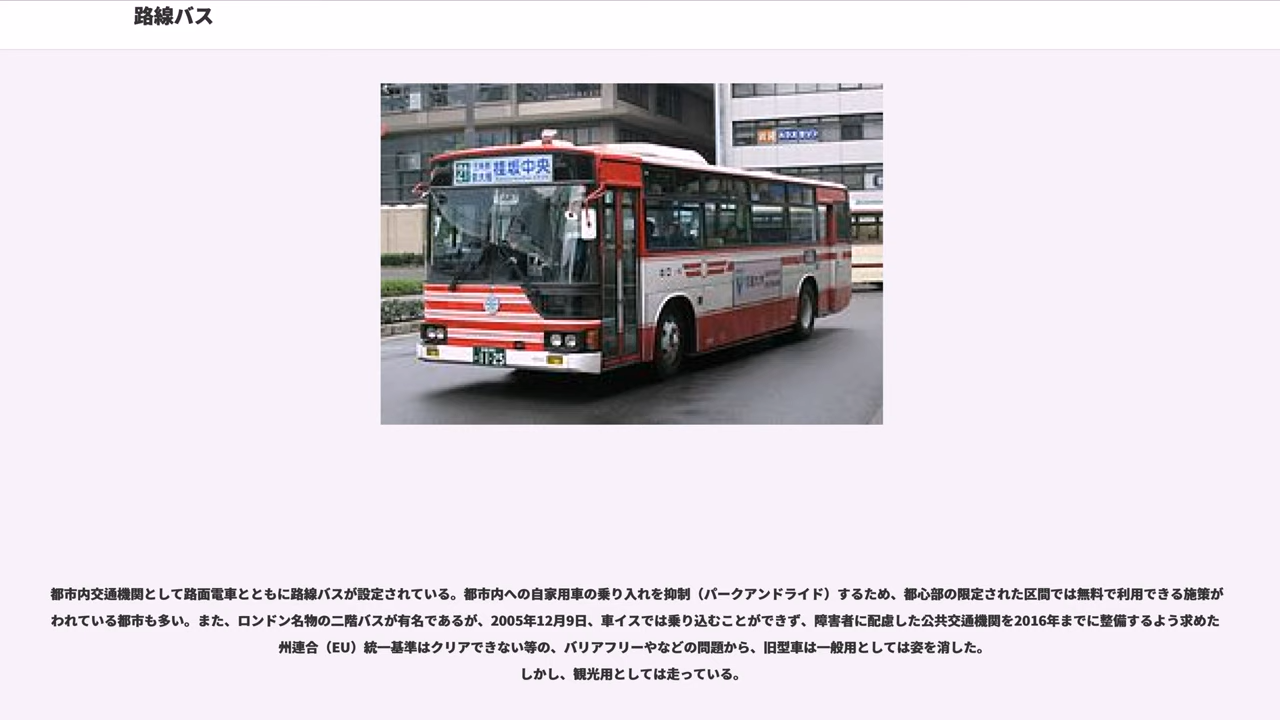 路線バス
21
桂坂中央
11-25
都市内交通機関として路面電車とともに路線バスが設定されている。都市内への自家用車の乗り入れを抑制（パークアンドライド）するため、都心部の限定された区間では無料で利用できる施策が
われている都市も多い。また、ロンドン名物の二階バスが有名であるが、2005年12月9日、車イスでは乗り込むことができず、障害者に配慮した公共交通機関を2016年までに整備するよう求めた
州連合（EU）統一基準はクリアできない等の、バリアフリーやなどの問題から、旧型車は一般用としては姿を消した。
しかし、観光用としては走っている。